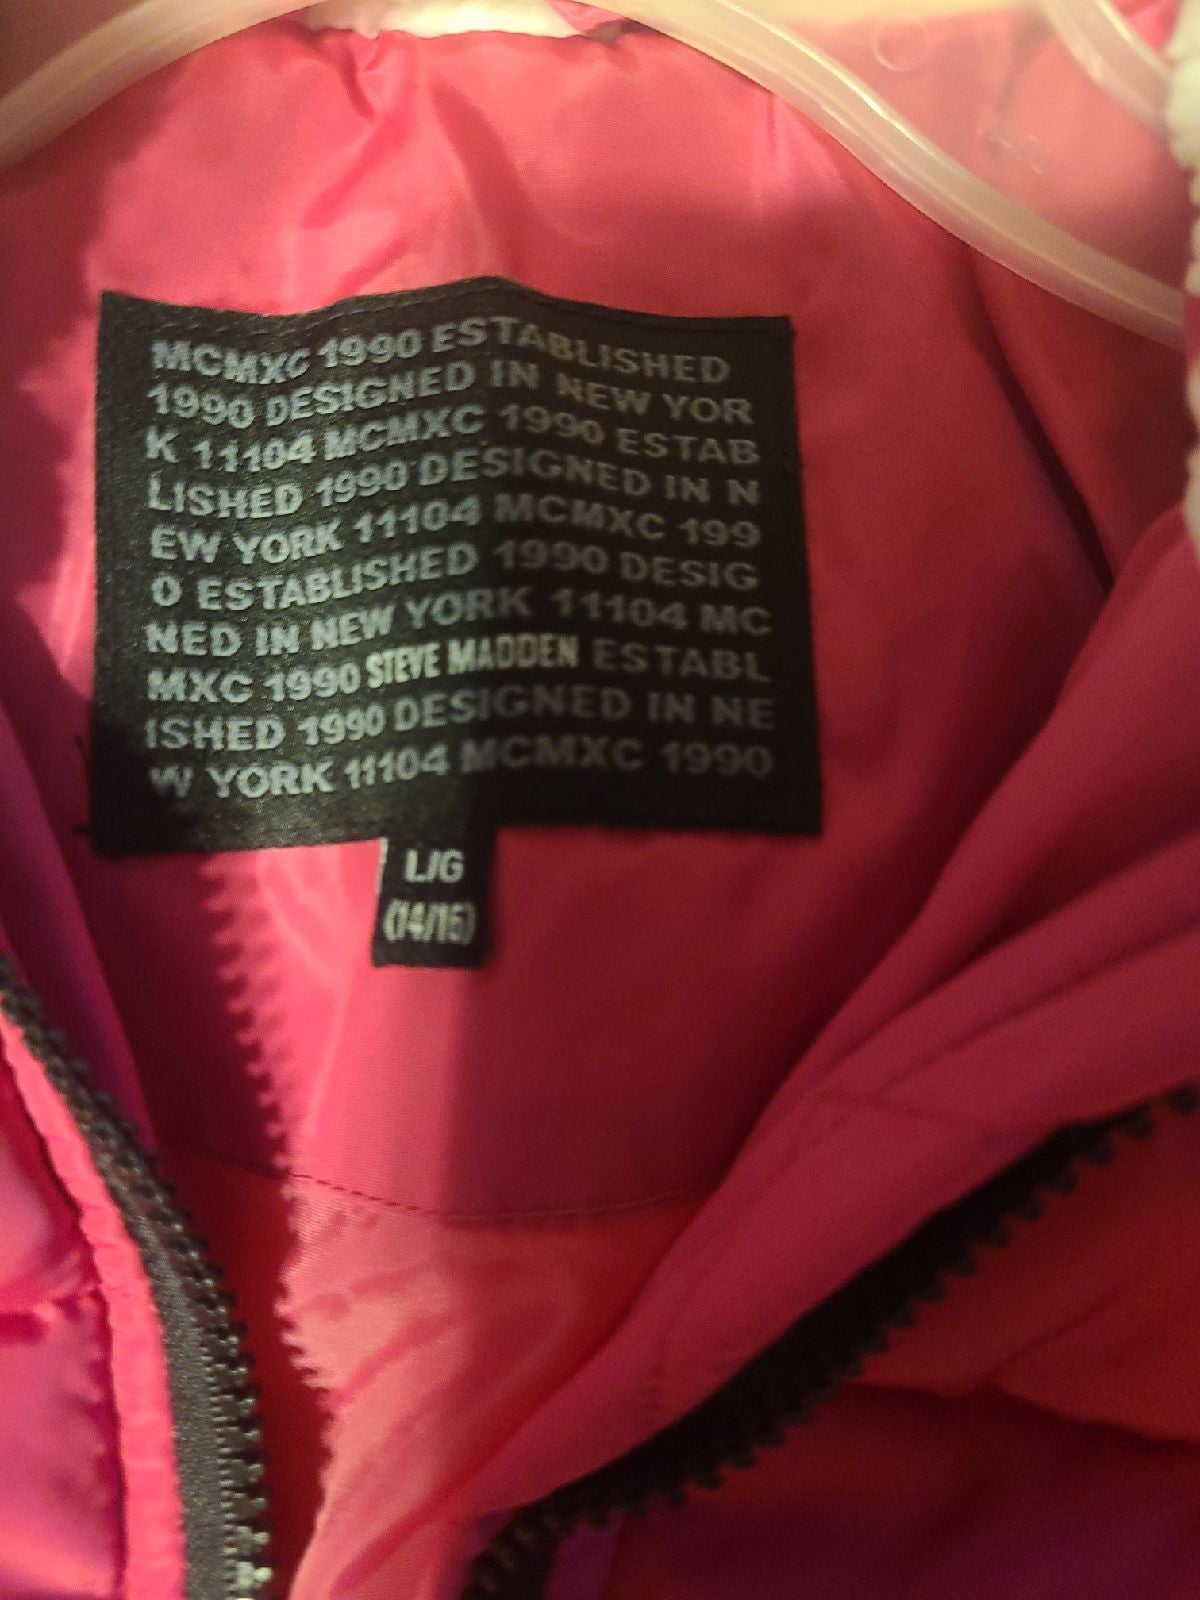 MCMXC 1990 ESTABLISHED
1990 DESIGNED IN NEW YOR
K 11104 MCMXC 1990 ESTAB
LISHED 1990 DESIGNED IN N
EW YORK 11104 MCMXC 199
0 ESTABLISHED 1990 DESIG
NED IN NEW YORK 11104 MC
MXC 1990 STEVE MADDEN ESTABL
ISHED 1990 DESIGNED IN NE
W YORK 11104 MCMXC 1990
L/G
(14/16)